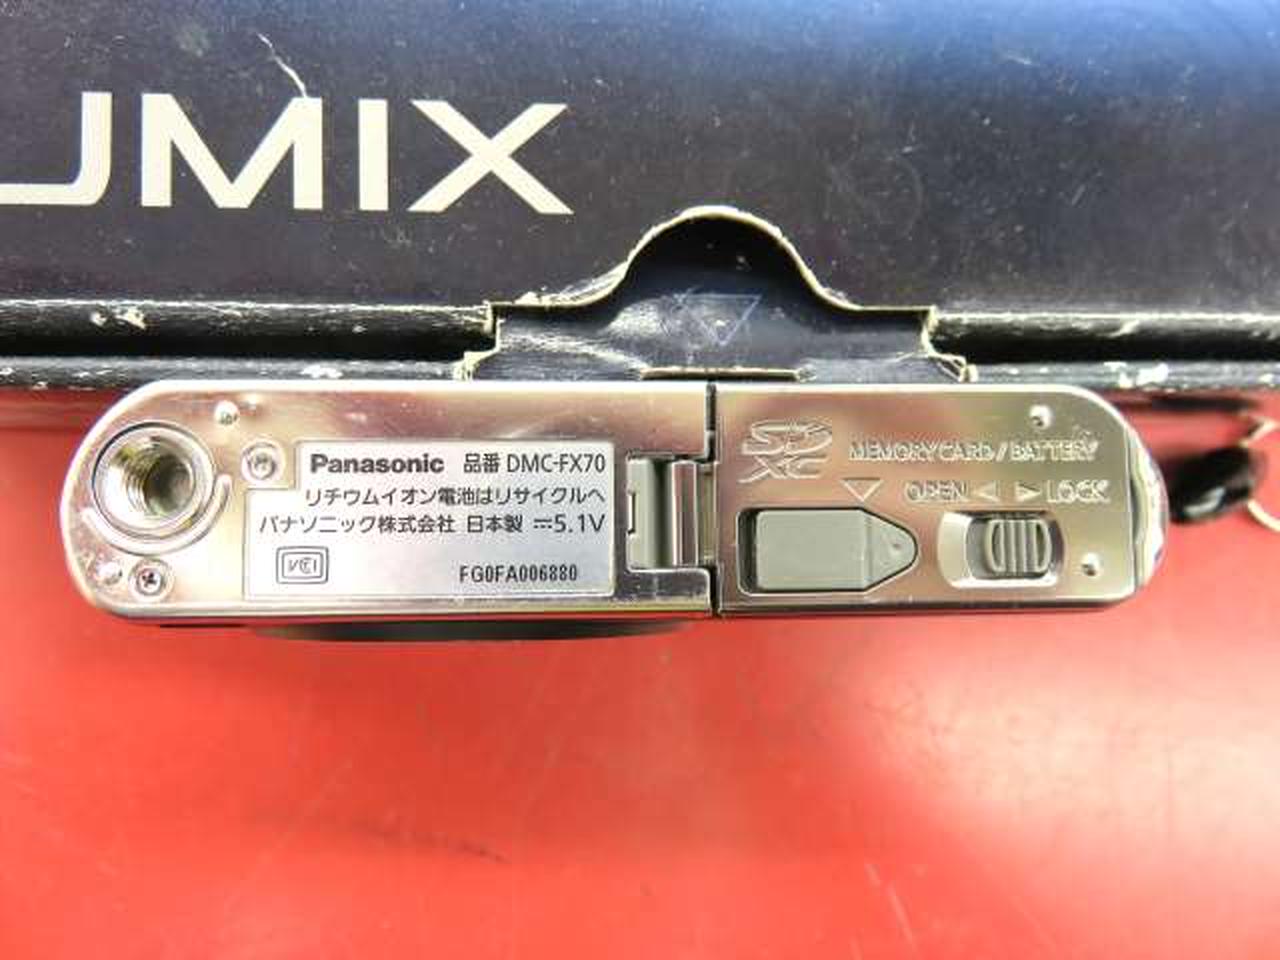 UMIX
Panasonic 品番 DMC-FX70
リチウムイオン電池はリサイクルへ
パナソニック株式会社 日本製 ⎓5.1V
VCI
FG0FA006880
SD
XC
MEMORY CARD / BATTERY
OPEN ◁ ▷ LOCK